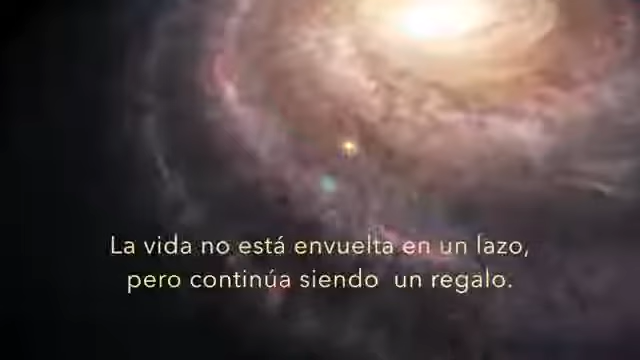 La vida no está envuelta en un lazo,
pero continúa siendo un regalo.